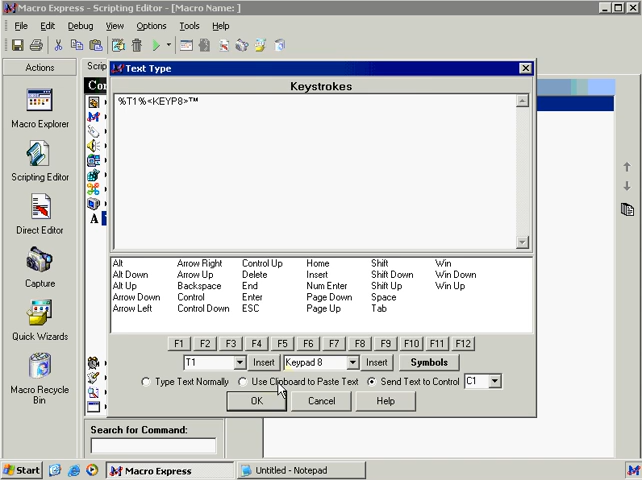 Macro Express - Scripting Editor - [Macro Name: ]
File Edit Debug View Options Tools Help
Actions
Macro Explorer
Scripting Editor
Direct Editor
Capture
Quick Wizards
Macro Recycle
Bin
Scrip
Text Type
Keystrokes
%T1%<KEYP8>™
Alt Arrow Right Control Up Home Shift Win
Alt Down Arrow Up Delete Insert Shift Down Win Down
Alt Up Backspace End Num Enter Shift Up Win Up
Arrow Down Control Enter Page Down Space
Arrow Left Control Down ESC Page Up Tab
F1 F2 F3 F4 F5 F6 F7 F8 F9 F10 F11 F12
T1 Insert Keypad 8 Insert Symbols
Type Text Normally Use Clipboard to Paste Text Send Text to Control C1
OK Cancel Help
Search for Command:
Start Macro Express Untitled - Notepad